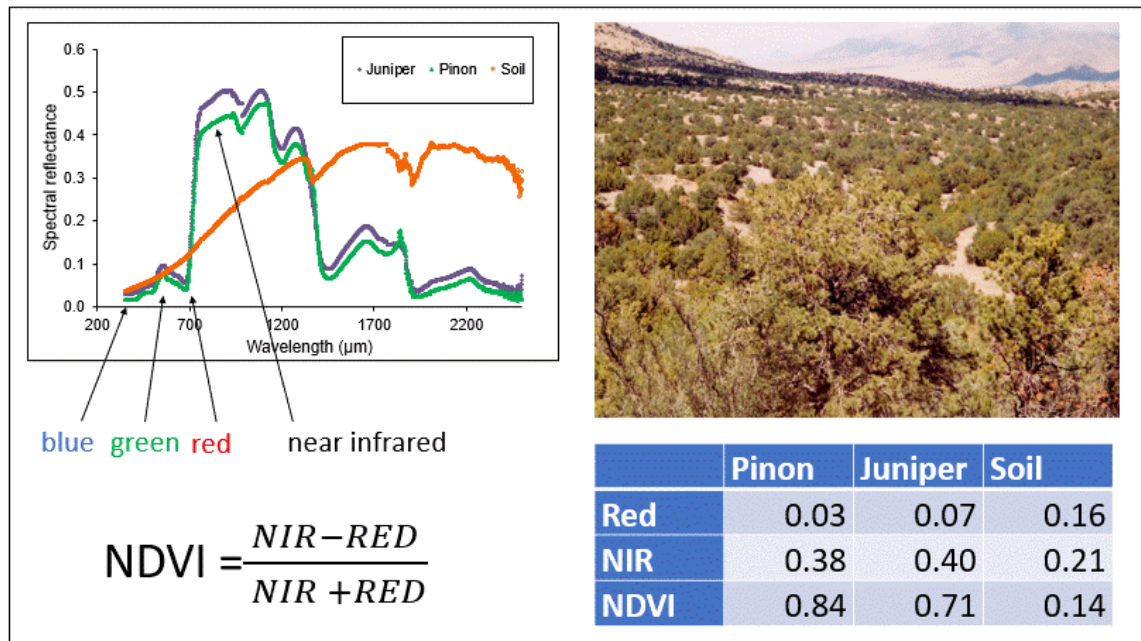 0.6
0.5
0.4
0.3
0.2
0.1
0.0
Spectral reflectance
Juniper Pinon Soil
200 700 1200 1700 2200
Wavelength (µm)
blue green red near infrared
NDVI = NIR−RED
NIR +RED
Pinon Juniper Soil
Red 0.03 0.07 0.16
NIR 0.38 0.40 0.21
NDVI 0.84 0.71 0.14